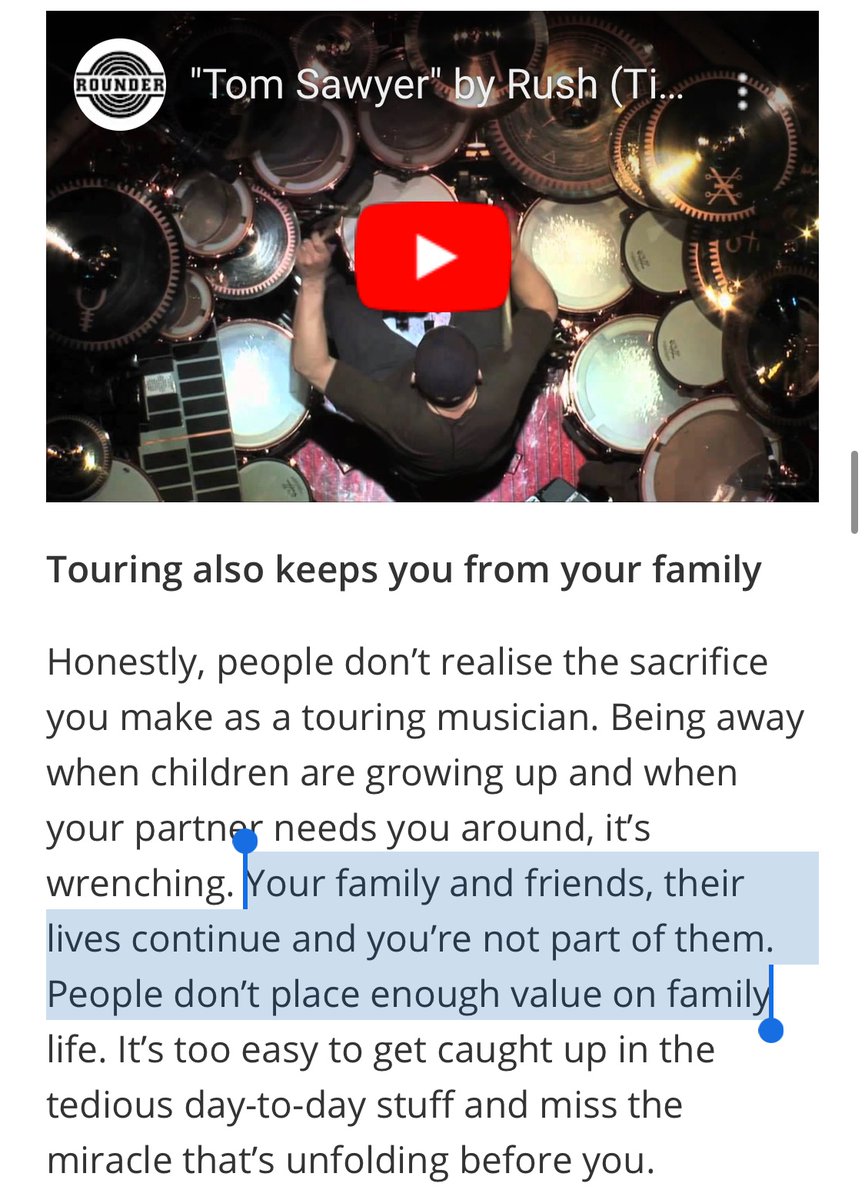 ROUNDER
"Tom Sawyer" by Rush (Ti...
Touring also keeps you from your family
Honestly, people don’t realise the sacrifice
you make as a touring musician. Being away
when children are growing up and when
your partner needs you around, it’s
wrenching. Your family and friends, their
lives continue and you’re not part of them.
People don’t place enough value on family
life. It’s too easy to get caught up in the
tedious day-to-day stuff and miss the
miracle that’s unfolding before you.